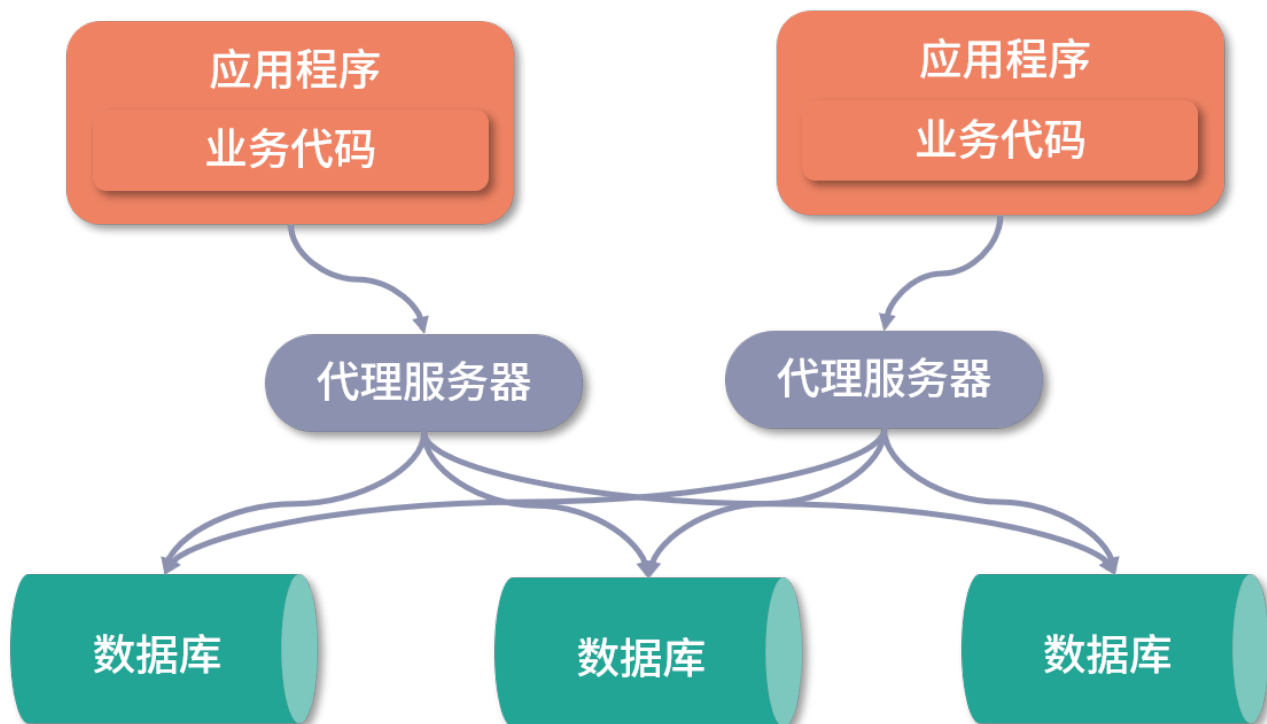 应用程序
业务代码
应用程序
业务代码
代理服务器
代理服务器
数据库
数据库
数据库